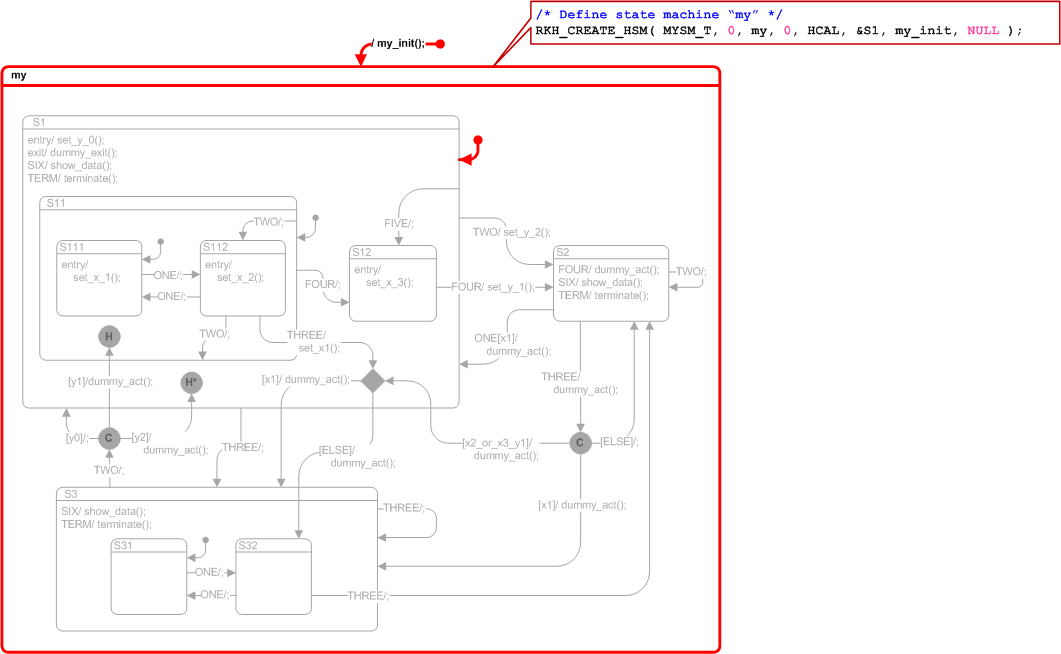 /* Define state machine “my” */
RKH_CREATE_HSM( MYSM_T, 0, my, 0, HCAL, &S1, my_init, NULL );
/ my_init();
my
S1
entry/ set_y_0();
exit/ dummy_exit();
SIX/ show_data();
TERM/ terminate();
S11
TWO/;
FIVE/;
TWO/ set_y_2();
S111
entry/
set_x_1();
ONE/;
ONE/;
S112
entry/
set_x_2();
FOUR/;
S12
entry/
set_x_3();
FOUR/ set_y_1();
S2
FOUR/ dummy_act();
SIX/ show_data();
TERM/ terminate();
TWO/;
H
TWO/;
THREE/
set_x1();
ONE[x1]/
dummy_act();
[y1]/dummy_act();
H*
[x1]/ dummy_act();
THREE/
dummy_act();
[y0]/;
C
[y2]/
dummy_act();
THREE/;
[ELSE]/
dummy_act();
[x2_or_x3_y1]/
dummy_act();
C
[ELSE]/;
TWO/;
S3
SIX/ show_data();
TERM/ terminate();
THREE/;
[x1]/ dummy_act();
S31
ONE/;
ONE/;
S32
THREE/;